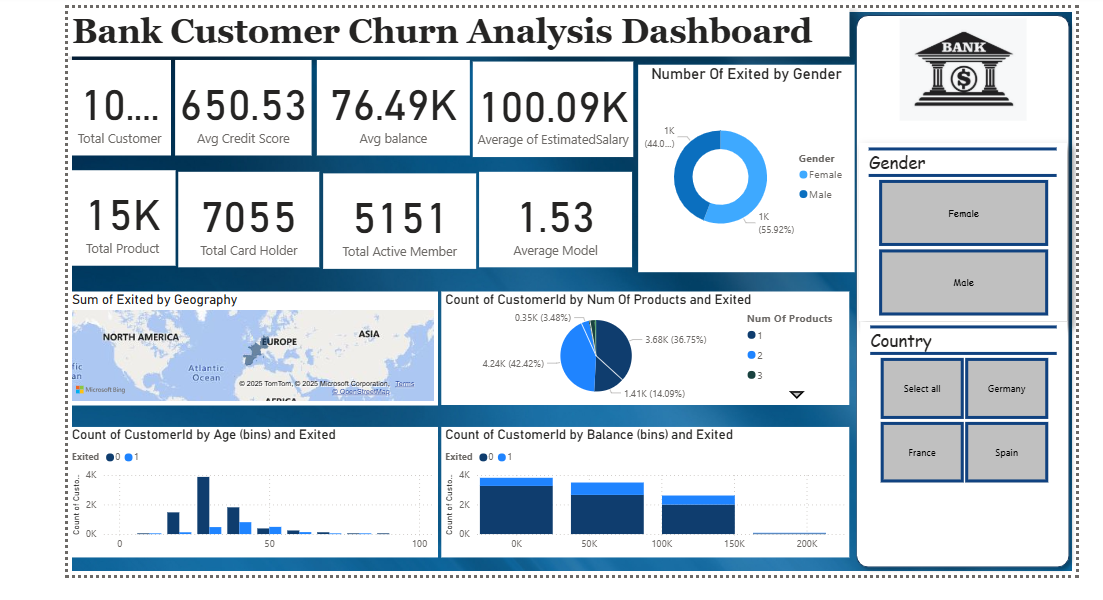 Bank Customer Churn Analysis Dashboard
BANK
$
10....
Total Customer
650.53
Avg Credit Score
76.49K
Avg balance
100.09K
Average of EstimatedSalary
15K
Total Product
7055
Total Card Holder
5151
Total Active Member
1.53
Average Model
Number Of Exited by Gender
1K
(44.0...)
1K
(55.92%)
Gender
Female
Male
Gender
Female
Male
Country
Select all
Germany
France
Spain
Sum of Exited by Geography
NORTH AMERICA
EUROPE
ASIA
Atlantic
Ocean
fic
an
AFRICA
Microsoft Bing
© 2025 TomTom, © 2025 Microsoft Corporation, Terms
© OpenStreetMap
Count of CustomerId by Num Of Products and Exited
0.35K (3.48%)
3.68K (36.75%)
4.24K (42.42%)
1.41K (14.09%)
Num Of Products
1
2
3
Count of CustomerId by Age (bins) and Exited
Exited 0 1
Count of Custo...
4K
2K
0K
0 50 100
Count of CustomerId by Balance (bins) and Exited
Exited 0 1
Count of Custo...
4K
2K
0K
0K 50K 100K 150K 200K